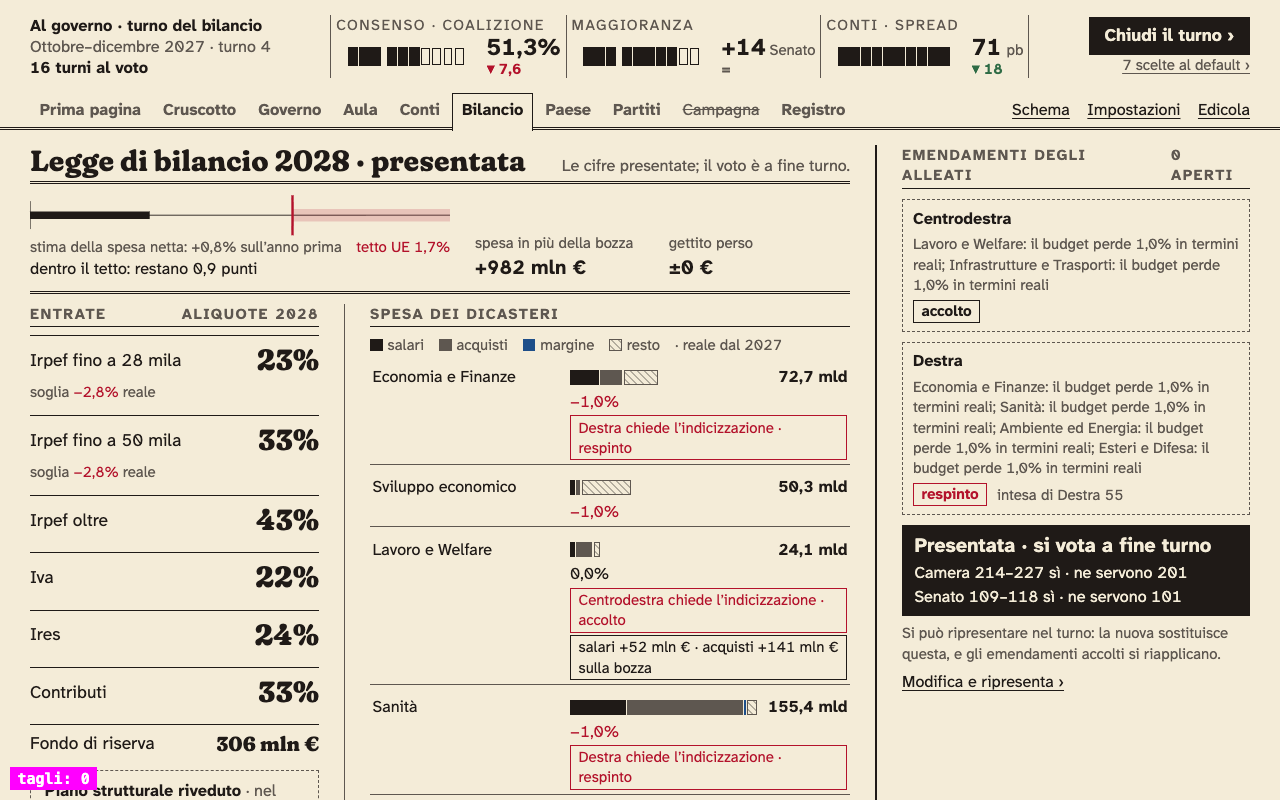 Al governo · turno del bilancio
Ottobre–dicembre 2027 · turno 4
16 turni al voto
CONSENSO · COALIZIONE
51,3%
▼ 7,6
MAGGIORANZA
+14 Senato
=
CONTI · SPREAD
71 pb
▼ 18
Chiudi il turno ›
7 scelte al default ›
Prima pagina
Cruscotto
Governo
Aula
Conti
Bilancio
Paese
Partiti
Campagna
Registro
Schema
Impostazioni
Edicola
Legge di bilancio 2028 · presentata
Le cifre presentate; il voto è a fine turno.
stima della spesa netta: +0,8% sull'anno prima
tetto UE 1,7%
dentro il tetto: restano 0,9 punti
spesa in più della bozza
+982 mln €
gettito perso
±0 €
ENTRATE
ALIQUOTE 2028
Irpef fino a 28 mila
23%
soglia −2,8% reale
Irpef fino a 50 mila
33%
soglia −2,8% reale
Irpef oltre
43%
Iva
22%
Ires
24%
Contributi
33%
Fondo di riserva
306 mln €
Piano strutturale riveduto · nel
tagli: 0
SPESA DEI DICASTERI
salari
acquisti
margine
resto
· reale dal 2027
Economia e Finanze
72,7 mld
−1,0%
Destra chiede l'indicizzazione ·
respinto
Sviluppo economico
50,3 mld
−1,0%
Lavoro e Welfare
24,1 mld
0,0%
Centrodestra chiede l'indicizzazione ·
accolto
salari +52 mln € · acquisti +141 mln €
sulla bozza
Sanità
155,4 mld
−1,0%
Destra chiede l'indicizzazione ·
respinto
EMENDAMENTI DEGLI
ALLEATI
0
APERTI
Centrodestra
Lavoro e Welfare: il budget perde 1,0% in termini
reali; Infrastrutture e Trasporti: il budget perde
1,0% in termini reali
accolto
Destra
Economia e Finanze: il budget perde 1,0% in
termini reali; Sanità: il budget perde 1,0% in
termini reali; Ambiente ed Energia: il budget
perde 1,0% in termini reali; Esteri e Difesa: il
budget perde 1,0% in termini reali
respinto
intesa di Destra 55
Presentata · si vota a fine turno
Camera 214–227 sì · ne servono 201
Senato 109–118 sì · ne servono 101
Si può ripresentare nel turno: la nuova sostituisce
questa, e gli emendamenti accolti si riapplicano.
Modifica e ripresenta ›